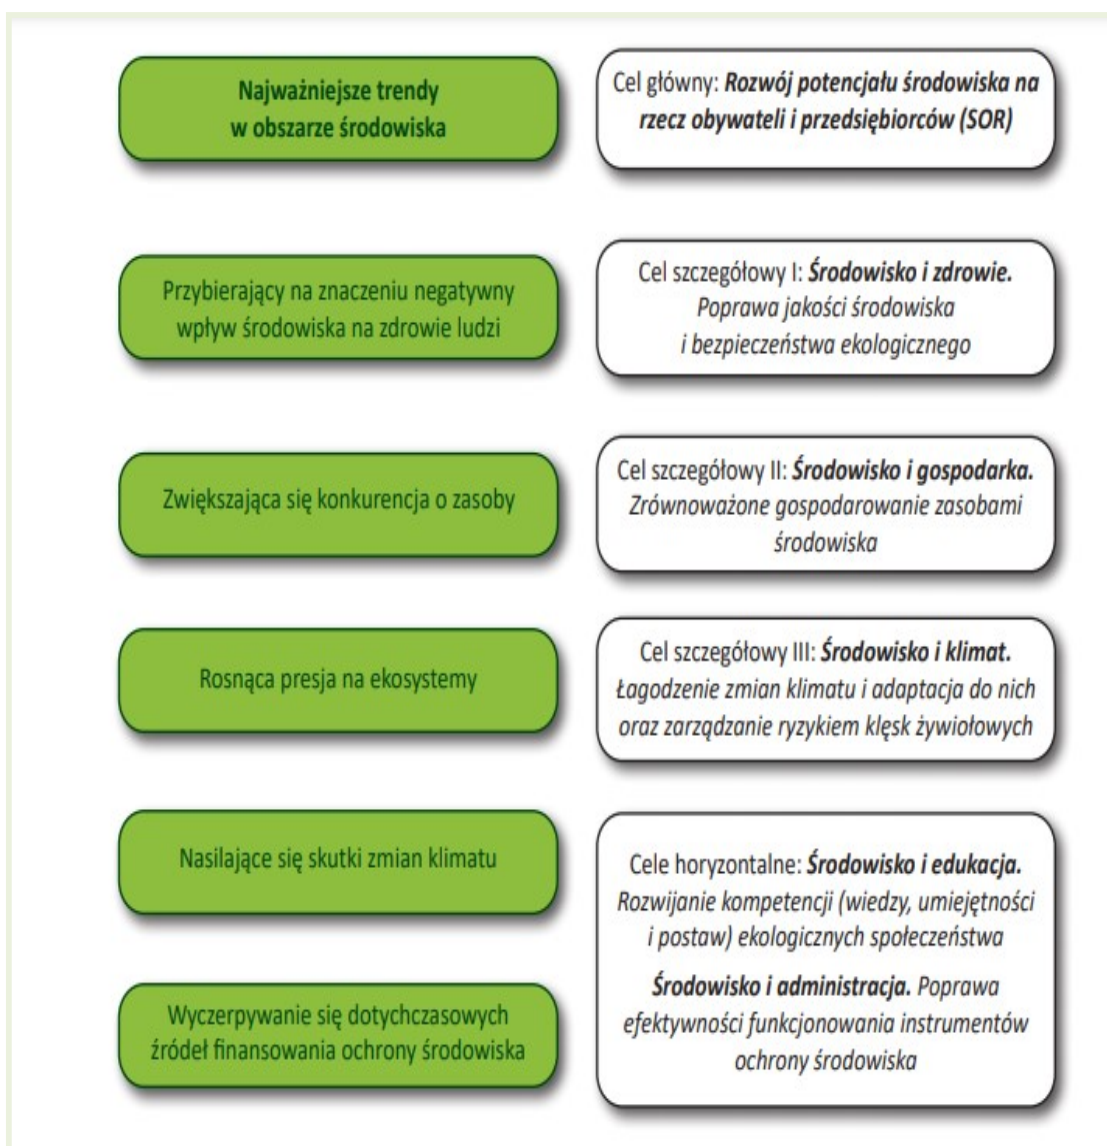 Najważniejsze trendy
w obszarze środowiska
Cel główny: Rozwój potencjału środowiska na
rzecz obywateli i przedsiębiorców (SOR)
Przybierający na znaczeniu negatywny
wpływ środowiska na zdrowie ludzi
Cel szczegółowy I: Środowisko i zdrowie.
Poprawa jakości środowiska
i bezpieczeństwa ekologicznego
Zwiększająca się konkurencja o zasoby
Cel szczegółowy II: Środowisko i gospodarka.
Zrównoważone gospodarowanie zasobami
środowiska
Rosnąca presja na ekosystemy
Cel szczegółowy III: Środowisko i klimat.
Łagodzenie zmian klimatu i adaptacja do nich
oraz zarządzanie ryzykiem klęsk żywiołowych
Nasilające się skutki zmian klimatu
Wyczerpywanie się dotychczasowych
źródeł finansowania ochrony środowiska
Cele horyzontalne: Środowisko i edukacja.
Rozwijanie kompetencji (wiedzy, umiejętności
i postaw) ekologicznych społeczeństwa
Środowisko i administracja. Poprawa
efektywności funkcjonowania instrumentów
ochrony środowiska